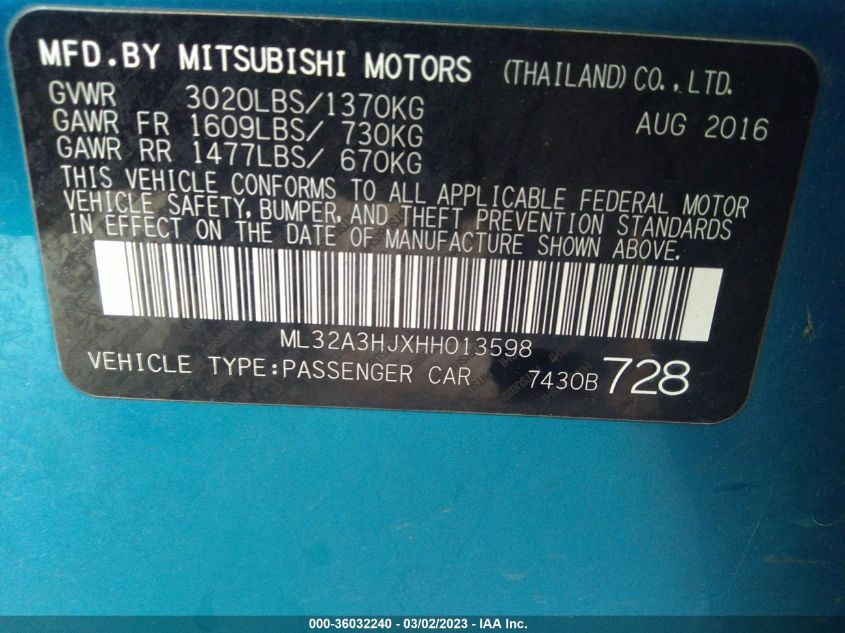 MFD.BY MITSUBISHI MOTORS (THAILAND)CO.,LTD.
GVWR 3020LBS/1370KG AUG 2016
GAWR FR 1609LBS/ 730KG
GAWR RR 1477LBS/ 670KG
THIS VEHICLE CONFORMS TO ALL APPLICABLE FEDERAL MOTOR
VEHICLE SAFETY, BUMPER, AND THEFT PREVENTION STANDARDS
IN EFFECT ON THE DATE OF MANUFACTURE SHOWN ABOVE.
ML32A3HJXHH013598
VEHICLE TYPE:PASSENGER CAR 7430B 728
000-36032240 - 03/02/2023 - IAA Inc.